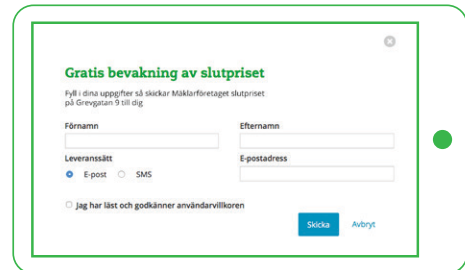 Gratis bevakning av slutpriset
Fyll i dina uppgifter så skickar Mäklarföretaget slutpriset
på Grevgatan 9 till dig
Förnamn
Efternamn
Leveranssätt
E-postadress
E-post
SMS
Jag har läst och godkänner användarvillkoren
Skicka
Avbryt